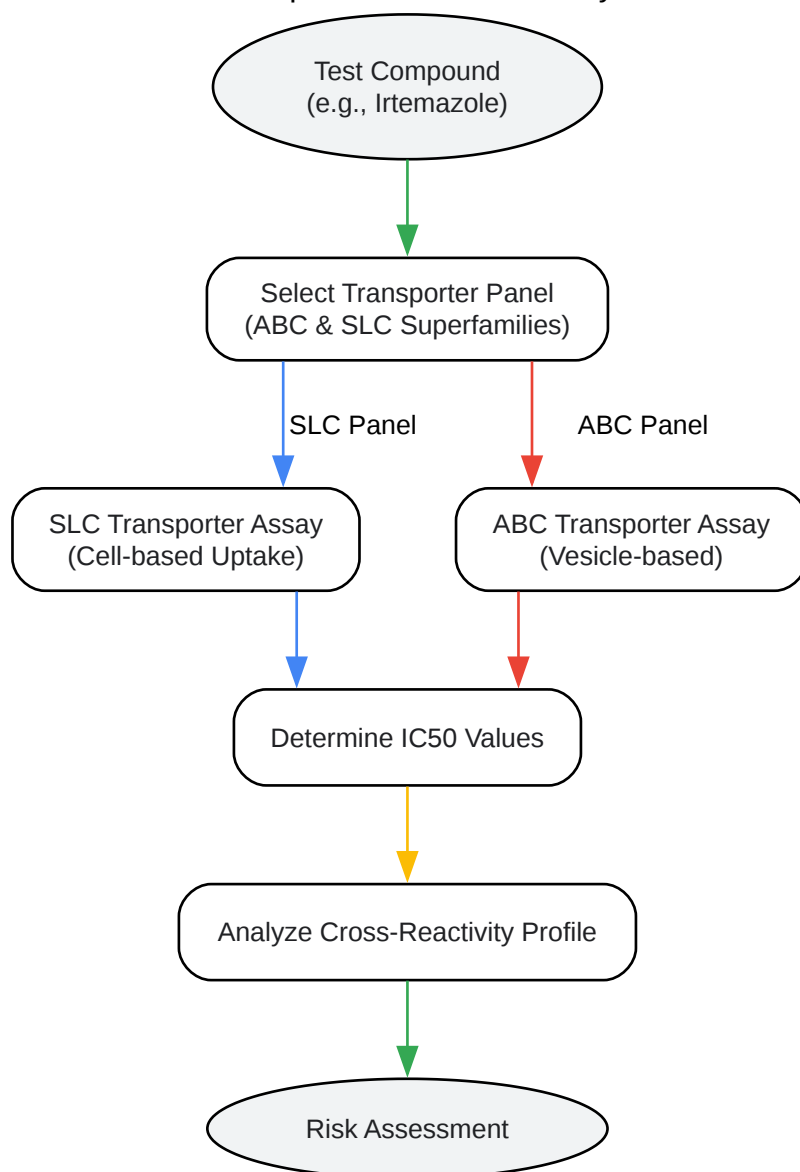 Test Compound
(e.g., Irtemazole)
Select Transporter Panel
(ABC & SLC Superfamilies)
SLC Panel
ABC Panel
SLC Transporter Assay
(Cell-based Uptake)
ABC Transporter Assay
(Vesicle-based)
Determine IC50 Values
Analyze Cross-Reactivity Profile
Risk Assessment